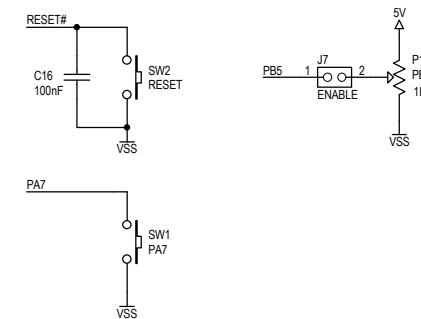 RESET#
C16
100nF
SW2
RESET
VSS
5V
J7
PB5 1 2
ENABLE
VSS
PA7
SW1
PA7
VSS